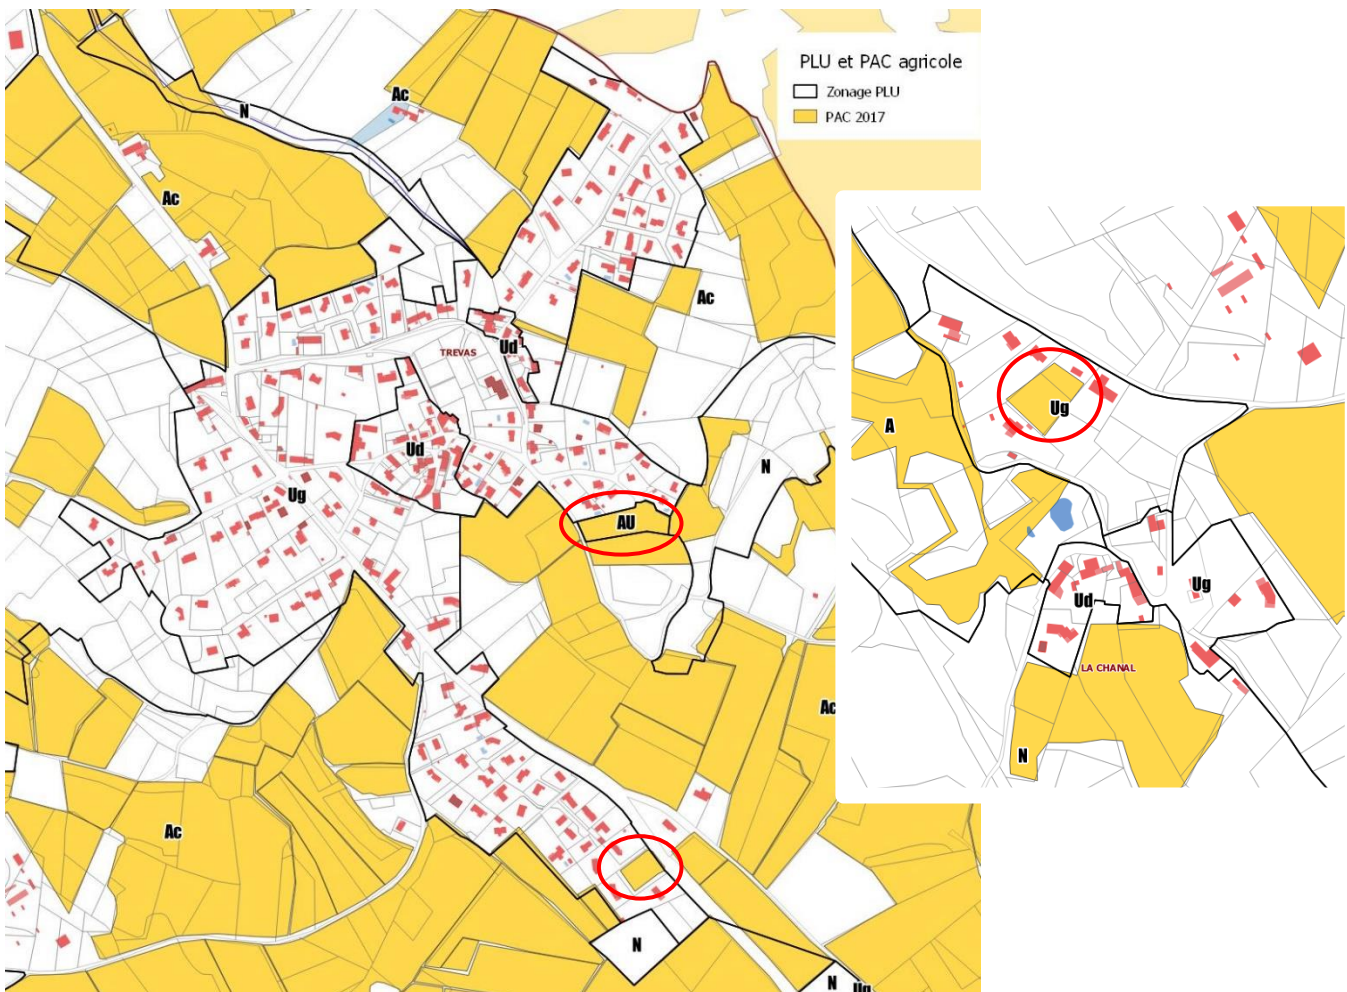 PLU et PAC agricole
Zonage PLU
PAC 2017
Ac
N
Ac
Ac
TREVAS
Ud
Ud
N
Ug
AU
Ac
Ac
N
N
Ug
Ug
A
Ug
Ud
LA CHANAL
N